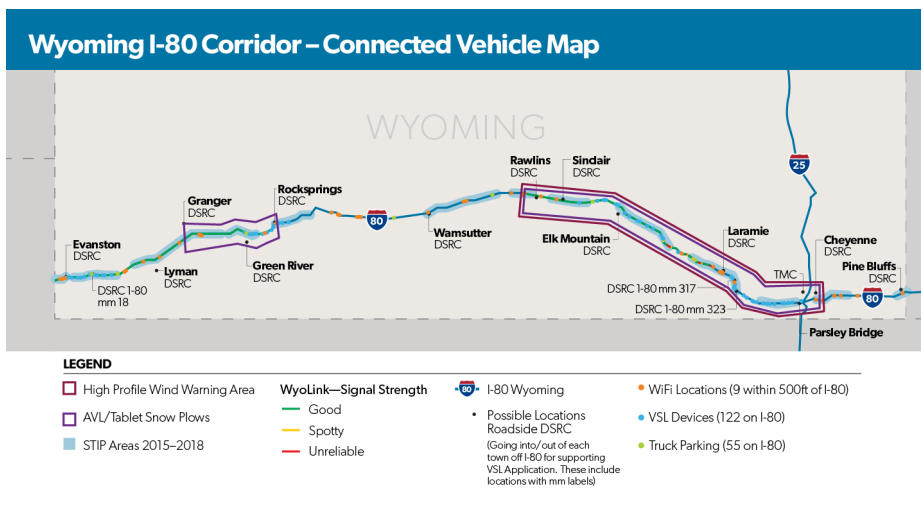 Wyoming I-80 Corridor – Connected Vehicle Map
WYOMING
25
Rawlins
DSRC
Sinclair
DSRC
Rocksprings
DSRC
Granger
DSRC
80
Wamsutter
DSRC
Elk Mountain
DSRC
Laramie
DSRC
Cheyenne
DSRC
Evanston
DSRC
Lyman
DSRC
Green River
DSRC
TMC
Pine Bluffs
DSRC
DSRC 1-80
mm 18
DSRC 1-80 mm 317
DSRC 1-80 mm 323
80
Parsley Bridge
LEGEND
High Profile Wind Warning Area
AVL/Tablet Snow Plows
STIP Areas 2015–2018
WyoLink—Signal Strength
Good
Spotty
Unreliable
80
I-80 Wyoming
Possible Locations
Roadside DSRC
(Going into/out of each
town off I-80 for supporting
VSL Application. These include
locations with mm labels)
WiFi Locations (9 within 500ft of I-80)
VSL Devices (122 on I-80)
Truck Parking (55 on I-80)